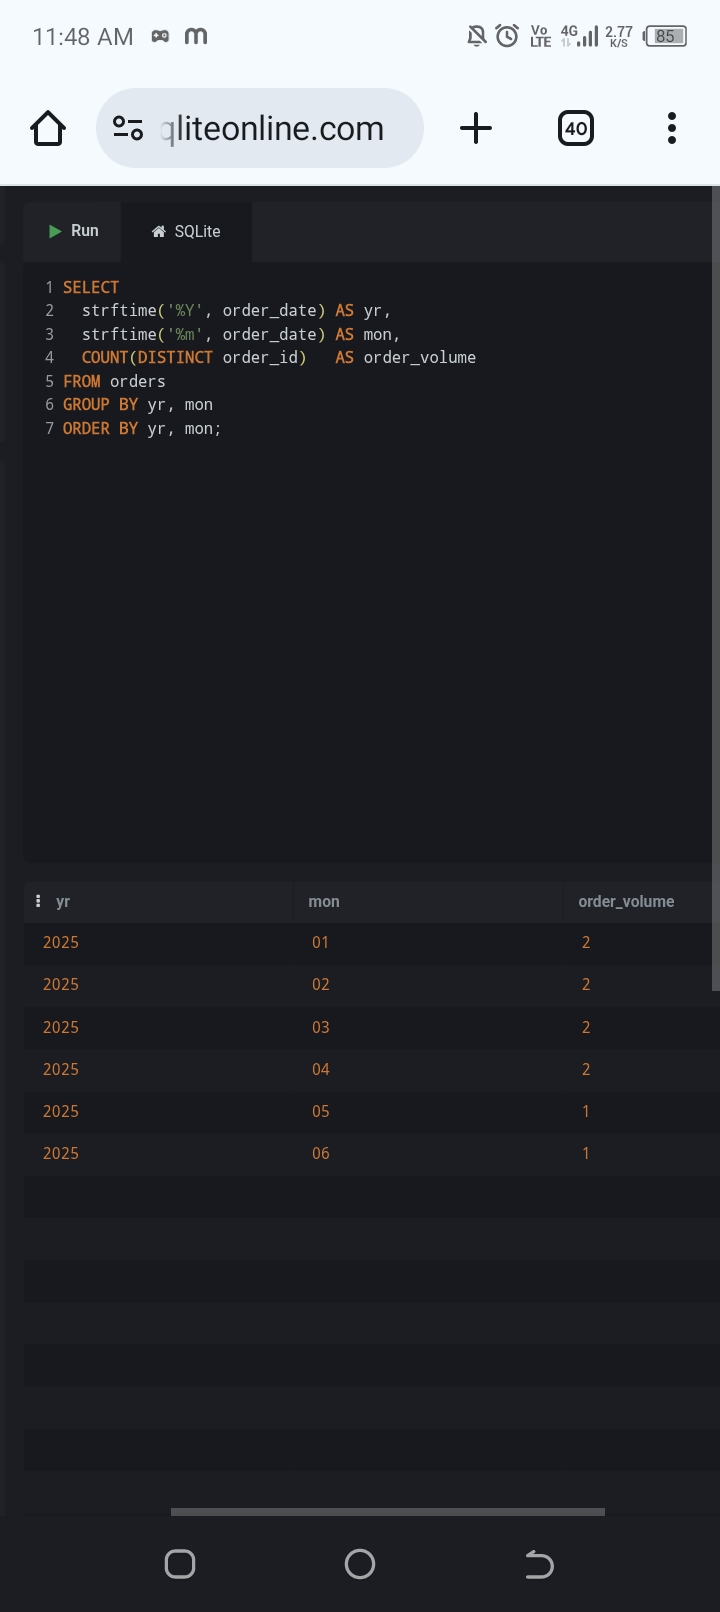 11:48 AM
Vo LTE 4G 2.77 K/S 85
qliteonline.com 40
Run SQLite
1 SELECT
2   strftime('%Y', order_date) AS yr,
3   strftime('%m', order_date) AS mon,
4   COUNT(DISTINCT order_id)   AS order_volume
5 FROM orders
6 GROUP BY yr, mon
7 ORDER BY yr, mon;
yr mon order_volume
2025 01 2
2025 02 2
2025 03 2
2025 04 2
2025 05 1
2025 06 1